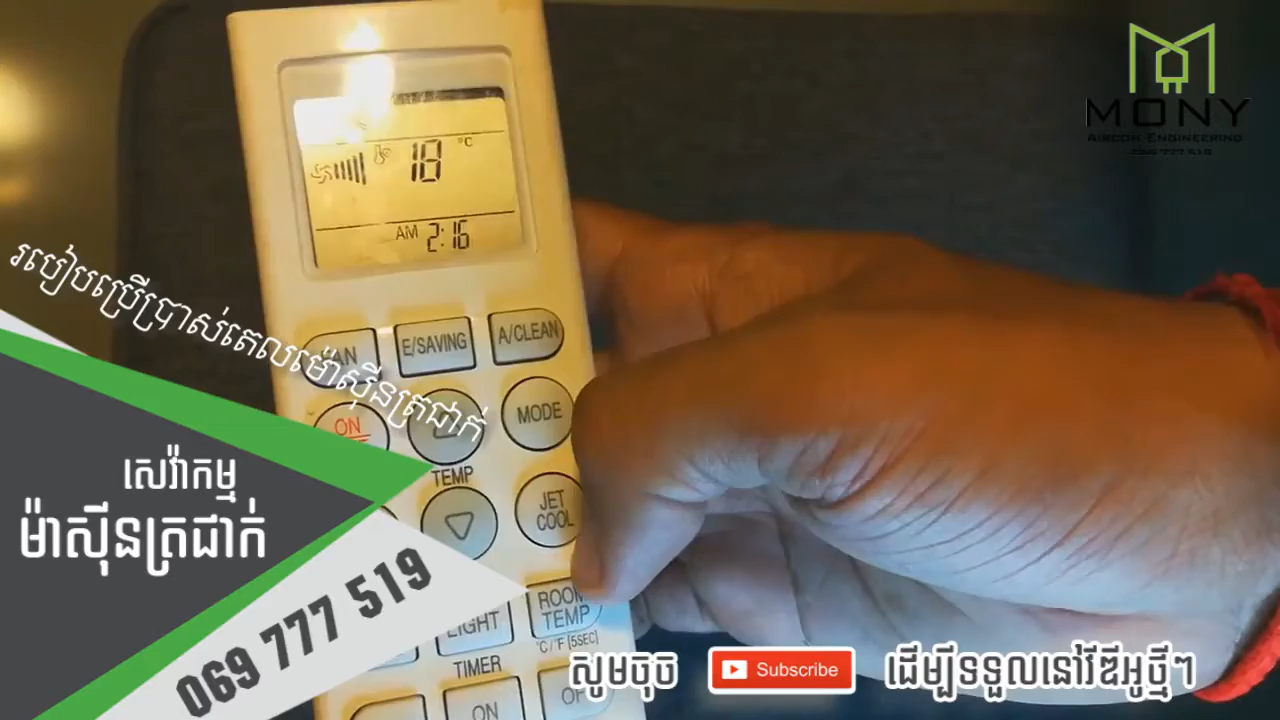 MONY
AIRCON ENGINEERING
18 °C
AM 2:16
E/SAVING
A/CLEAN
ON
MODE
TEMP
JET
COOL
LIGHT
ROOM
TEMP
°C/°F [5SEC]
TIMER
ON
របៀបប្រើប្រាស់តេលេម៉ាស៊ីនត្រជាក់
សេវ៉ាកម្ម
ម៉ាស៊ីនត្រជាក់
069 777 519
សូមចុច
Subscribe
ដើម្បីទទួលនៅវីឌីអូថ្មីៗ